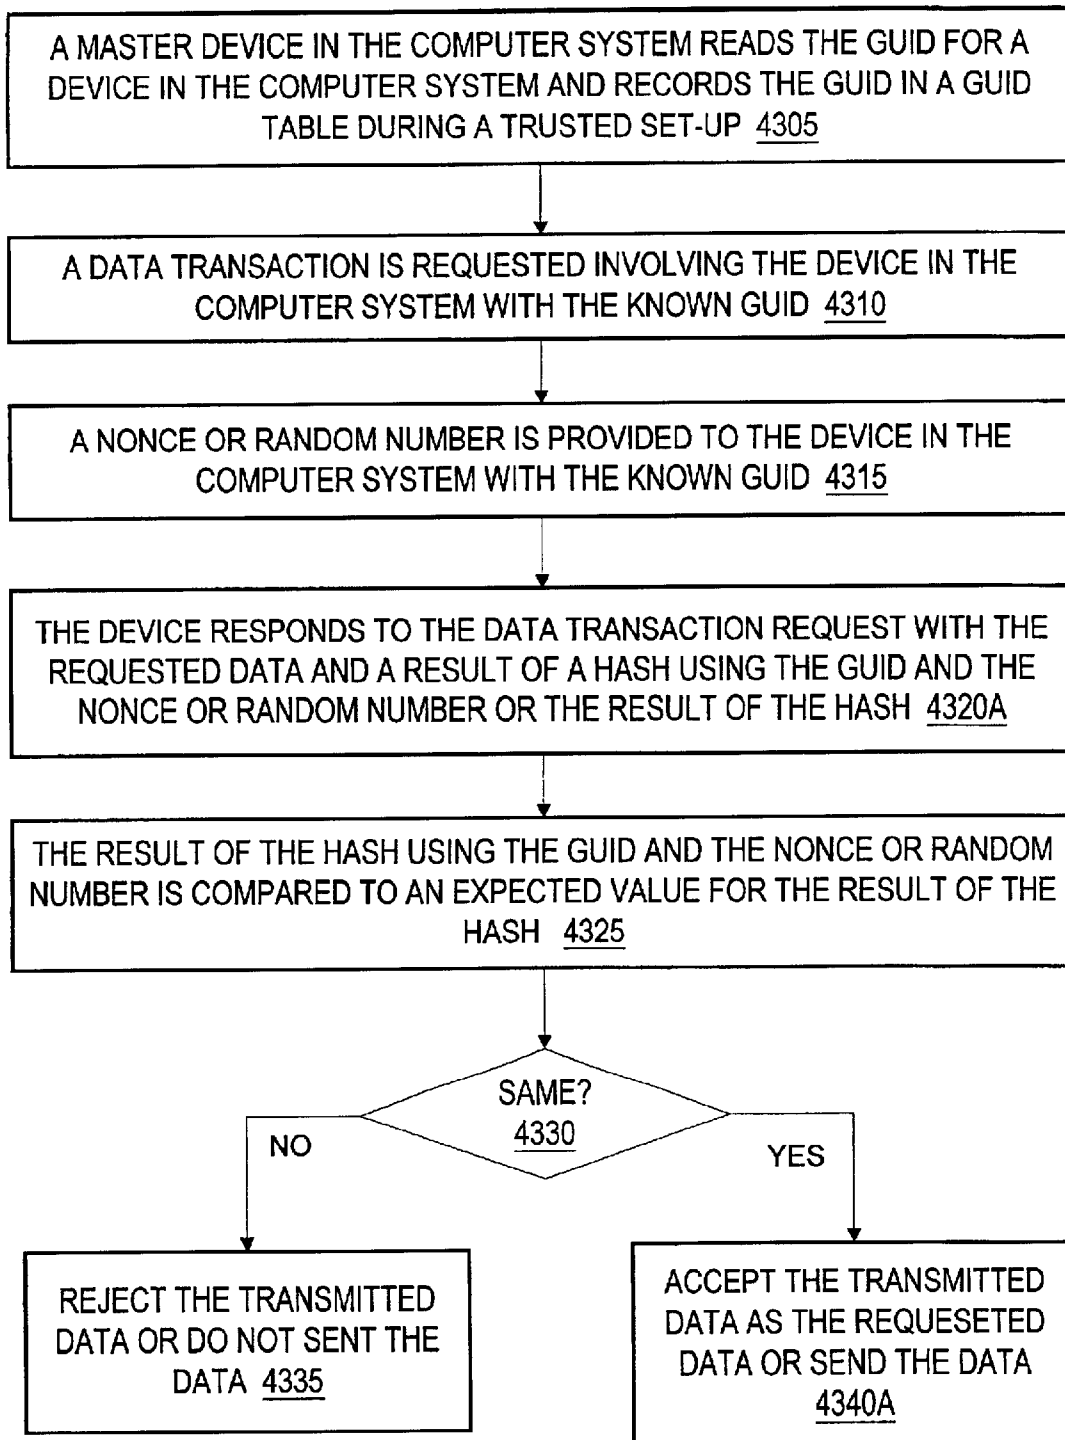 A MASTER DEVICE IN THE COMPUTER SYSTEM READS THE GUID FOR A
DEVICE IN THE COMPUTER SYSTEM AND RECORDS THE GUID IN A GUID
TABLE DURING A TRUSTED SET-UP 4305
A DATA TRANSACTION IS REQUESTED INVOLVING THE DEVICE IN THE
COMPUTER SYSTEM WITH THE KNOWN GUID 4310
A NONCE OR RANDOM NUMBER IS PROVIDED TO THE DEVICE IN THE
COMPUTER SYSTEM WITH THE KNOWN GUID 4315
THE DEVICE RESPONDS TO THE DATA TRANSACTION REQUEST WITH THE
REQUESTED DATA AND A RESULT OF A HASH USING THE GUID AND THE
NONCE OR RANDOM NUMBER OR THE RESULT OF THE HASH 4320A
THE RESULT OF THE HASH USING THE GUID AND THE NONCE OR RANDOM
NUMBER IS COMPARED TO AN EXPECTED VALUE FOR THE RESULT OF THE
HASH 4325
SAME?
4330
NO
YES
REJECT THE TRANSMITTED
DATA OR DO NOT SENT THE
DATA 4335
ACCEPT THE TRANSMITTED
DATA AS THE REQUESETED
DATA OR SEND THE DATA
4340A